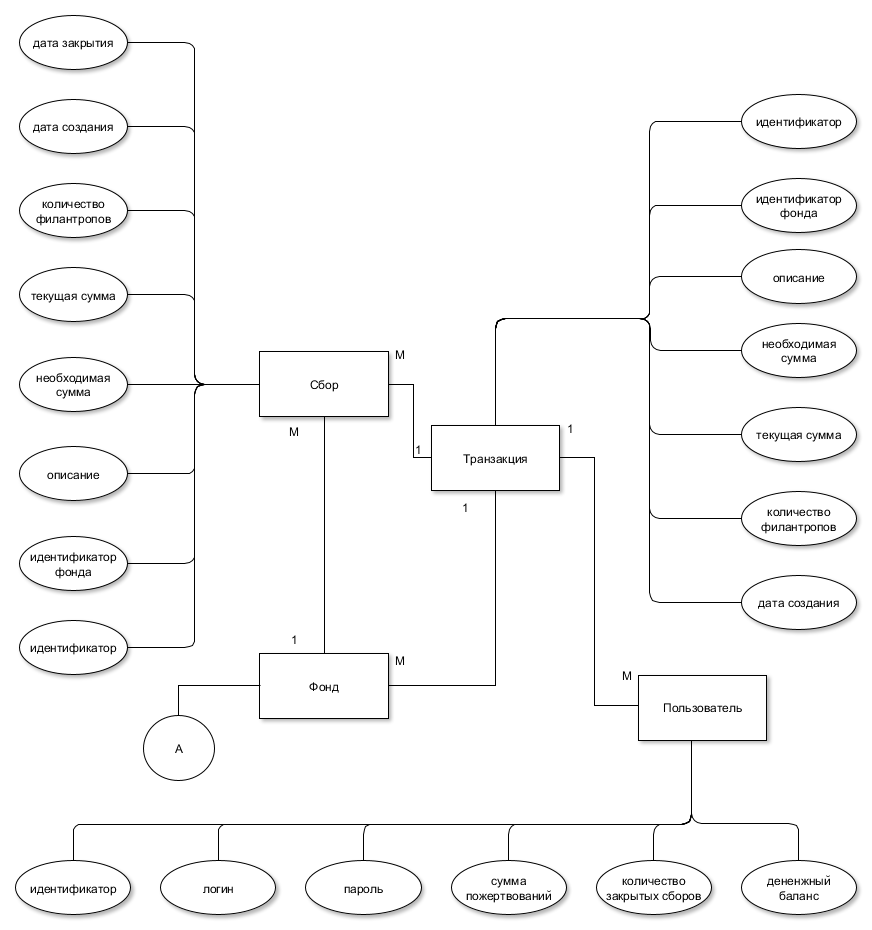 дата закрытия
дата создания
количество
филантропов
текущая сумма
необходимая
сумма
описание
идентификатор
фонда
идентификатор
идентификатор
идентификатор
фонда
описание
необходимая
сумма
текущая сумма
количество
филантропов
дата создания
М
Сбор
1
1
М
Транзакция
1
1
М
М
Фонд
Пользователь
А
идентификатор
логин
пароль
сумма
пожертвований
количество
закрытых сборов
дененжный
баланс